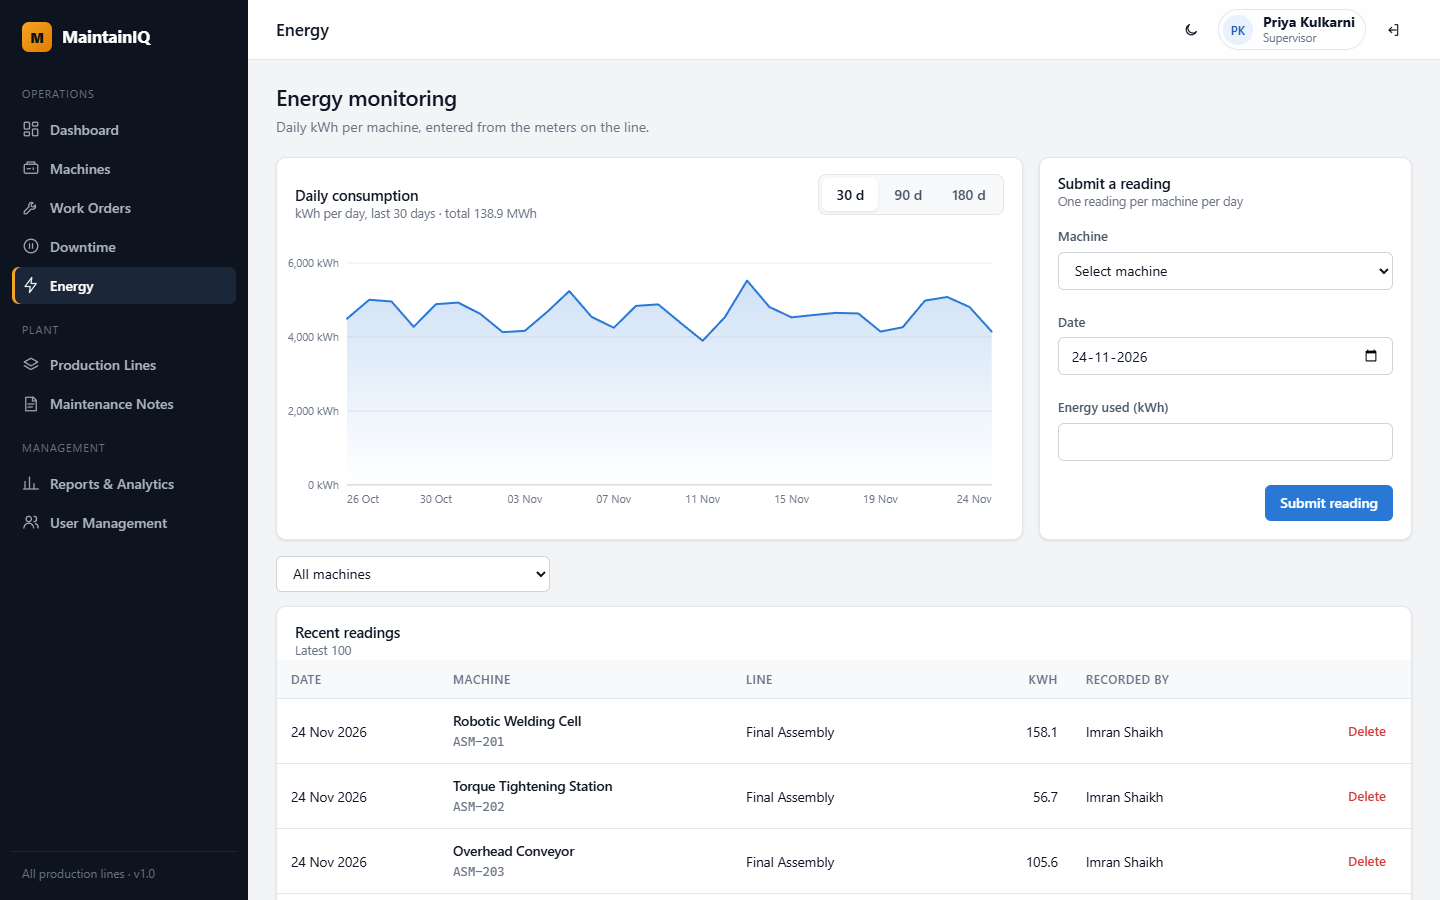 M MaintainIQ
OPERATIONS
Dashboard
Machines
Work Orders
Downtime
Energy
PLANT
Production Lines
Maintenance Notes
MANAGEMENT
Reports & Analytics
User Management
All production lines · v1.0
Energy
PK
Priya Kulkarni
Supervisor
Energy monitoring
Daily kWh per machine, entered from the meters on the line.
Daily consumption
kWh per day, last 30 days · total 138.9 MWh
30 d 90 d 180 d
6,000 kWh
4,000 kWh
2,000 kWh
0 kWh
26 Oct 30 Oct 03 Nov 07 Nov 11 Nov 15 Nov 19 Nov 24 Nov
Submit a reading
One reading per machine per day
Machine
Select machine
Date
24-11-2026
Energy used (kWh)
Submit reading
All machines
Recent readings
Latest 100
DATE MACHINE LINE KWH RECORDED BY
24 Nov 2026 Robotic Welding Cell Final Assembly 158.1 Imran Shaikh Delete
ASM-201
24 Nov 2026 Torque Tightening Station Final Assembly 56.7 Imran Shaikh Delete
ASM-202
24 Nov 2026 Overhead Conveyor Final Assembly 105.6 Imran Shaikh Delete
ASM-203